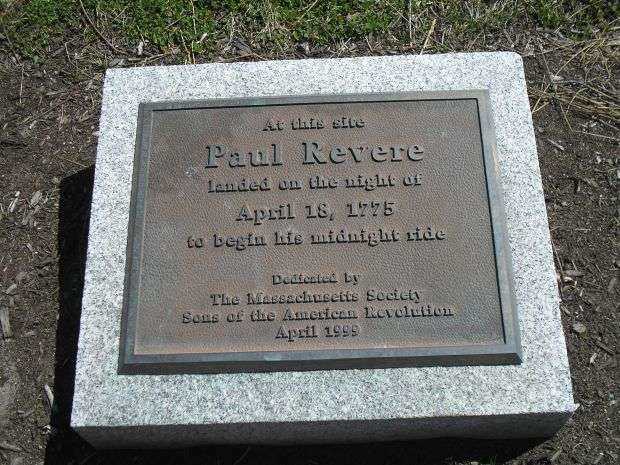 At this site
Paul Revere
landed on the night of
April 18, 1775
to begin his midnight ride
Dedicated by
The Massachusetts Society
Sons of the American Revolution
April 1999